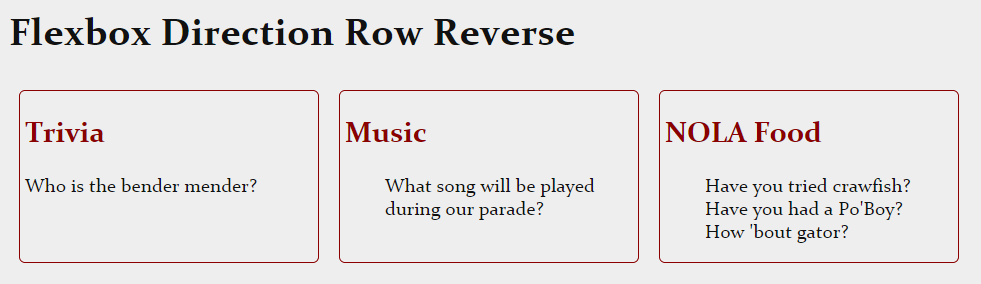 Flexbox Direction Row Reverse
Trivia
Who is the bender mender?
Music
What song will be played
during our parade?
NOLA Food
Have you tried crawfish?
Have you had a Po'Boy?
How 'bout gator?